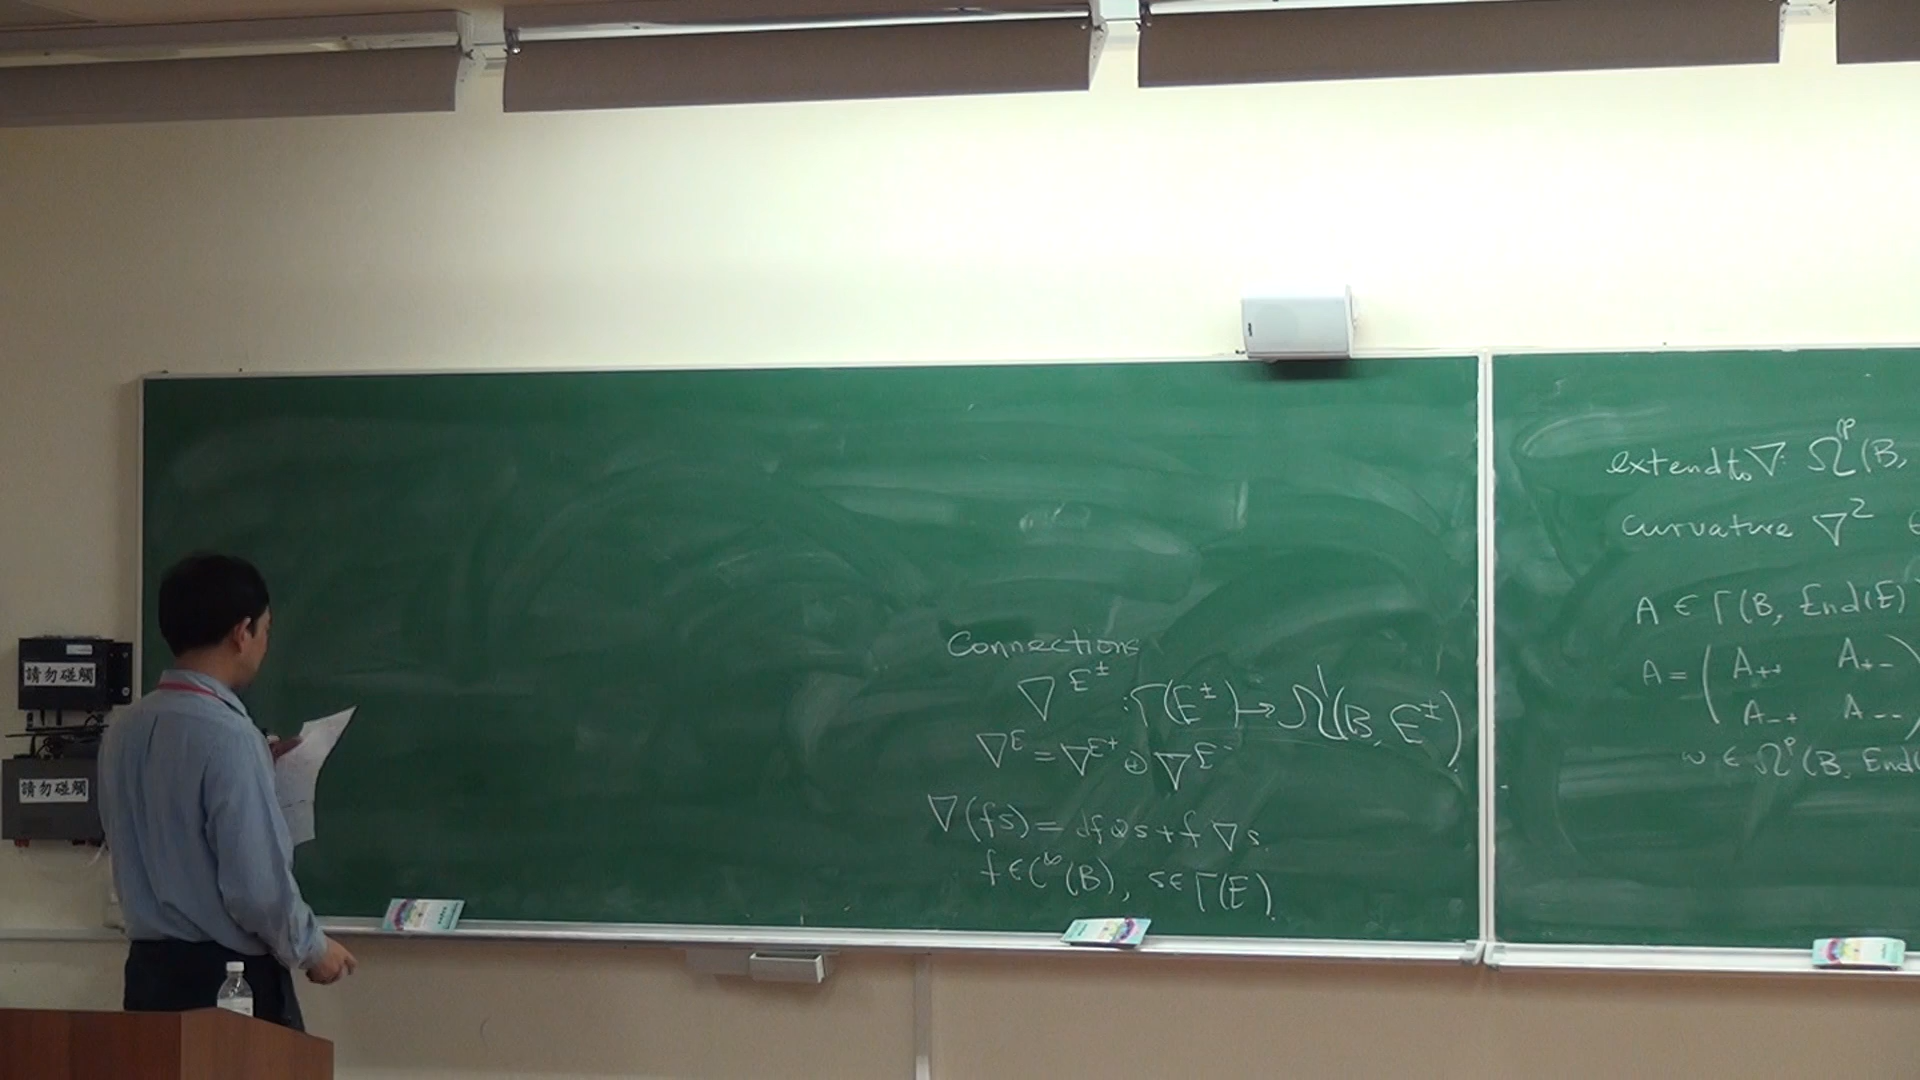 Connections
∇^{E^±} : Γ(E^±) → Ω^1(B, E^±)
∇^E = ∇^{E^+} ⊕ ∇^{E^-}
∇(fs) = df⊗s + f ∇s.
f ∈ C^∞(B), s ∈ Γ(E).
extend to ∇: Ω^p(B,
curvature ∇^2 ∈
A ∈ Γ(B, End(E)
A = ( A_{++} A_{+-} )
A_{-+} A_{--}
ω ∈ Ω^p(B, End(
請勿碰觸
請勿碰觸